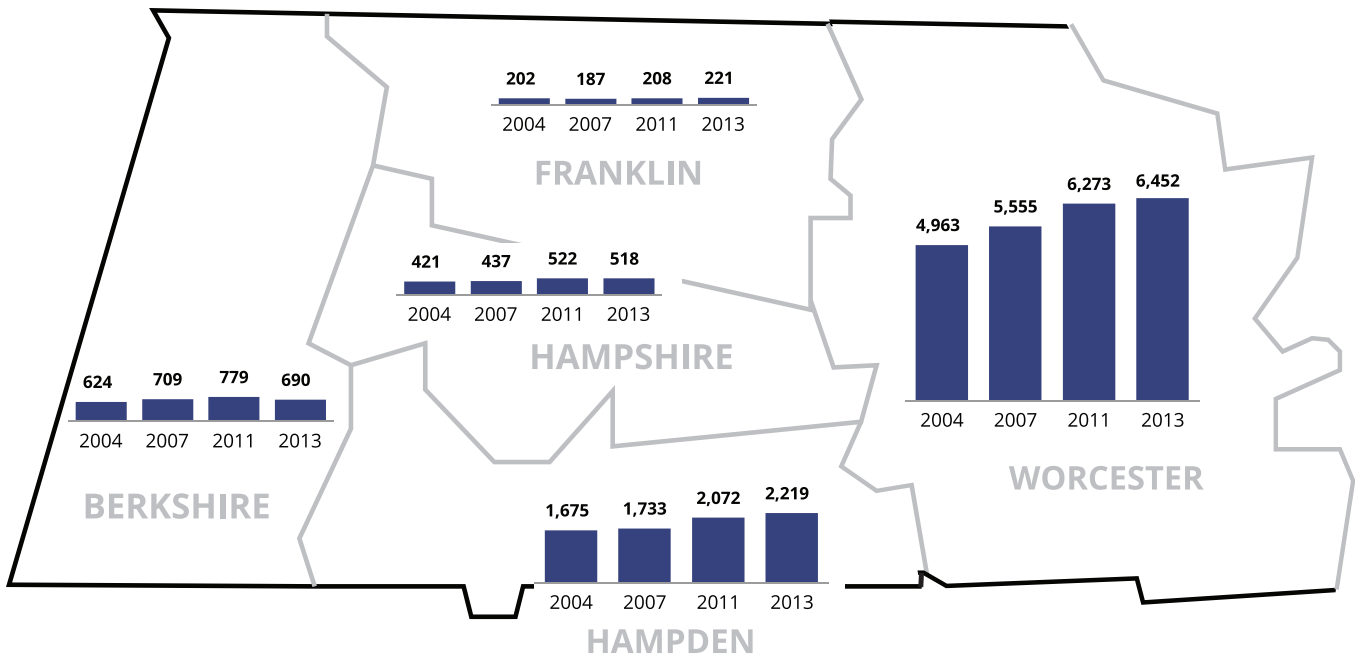 202 187 208 221
2004 2007 2011 2013
FRANKLIN
421 437 522 518
2004 2007 2011 2013
HAMPSHIRE
624 709 779 690
2004 2007 2011 2013
BERKSHIRE
4,963 5,555 6,273 6,452
2004 2007 2011 2013
WORCESTER
1,675 1,733 2,072 2,219
2004 2007 2011 2013
HAMPDEN